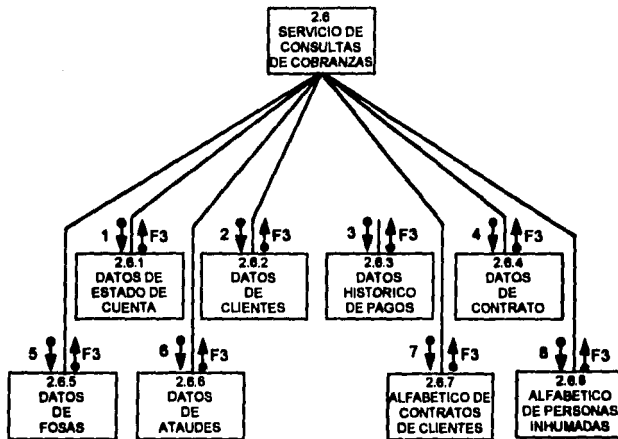 2.6
SERVICIO DE
CONSULTAS
DE COBRANZAS
1 F3
2 F3
3 F3
4 F3
2.6.1
DATOS DE
ESTADO DE
CUENTA
2.6.2
DATOS
DE
CLIENTES
2.6.3
DATOS
HISTORICO
DE PAGOS
2.6.4
DATOS
DE
CONTRATO
5 F3
6 F3
7 F3
8 F3
2.6.5
DATOS
DE
FOSAS
2.6.6
DATOS
DE
ATAUDES
2.6.7
ALFABETICO DE
CONTRATOS
DE CLIENTES
2.6.8
ALFABETICO
DE PERSONAS
INHUMADAS